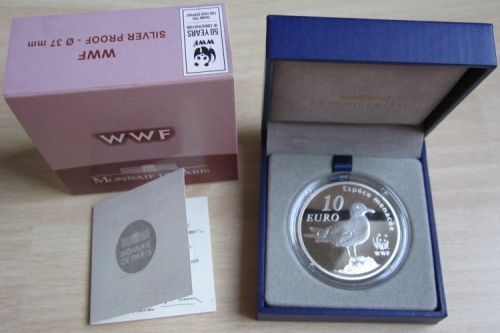 WWF
SILVER PROOF - Ø 37 mm
50 YEARS
WWF
WWF
MONNAIE DE PARIS
MONNAIE
DE PARIS
Espèce menacée
10
EURO
WWF